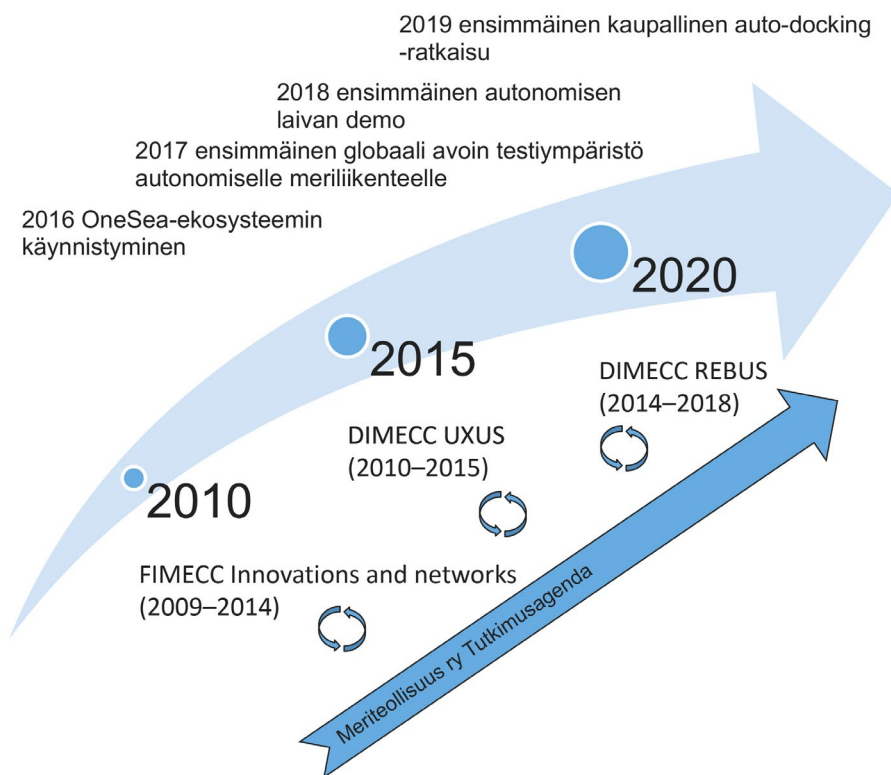 2019 ensimmäinen kaupallinen auto-docking
-ratkaisu
2018 ensimmäinen autonomisen
laivan demo
2017 ensimmäinen globaali avoin testiympäristö
autonomiselle meriliikenteelle
2016 OneSea-ekosysteemin
käynnistyminen
2020
2015
2010
DIMECC REBUS
(2014–2018)
DIMECC UXUS
(2010–2015)
FIMECC Innovations and networks
(2009–2014)
Meriteollisuus ry Tutkimusagenda